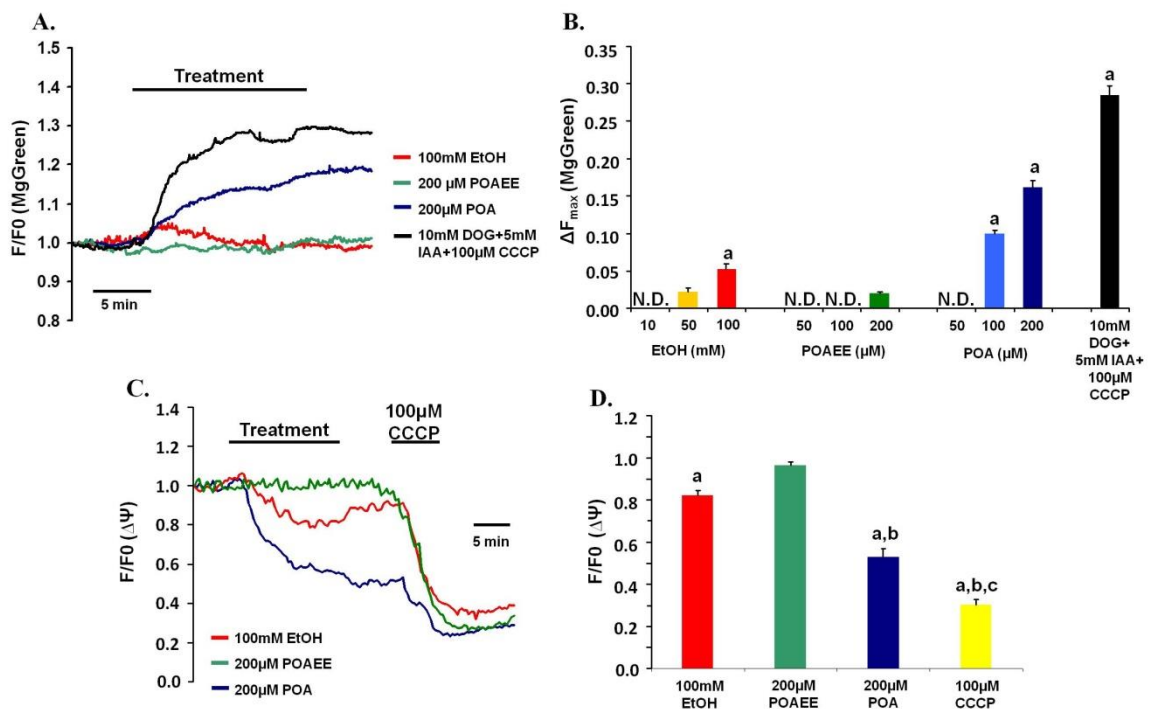 A.
1.5
1.4
1.3
1.2
1.1
1.0
0.9
0.8
F/F0 (MgGreen)
Treatment
5 min
100mM EtOH
200 µM POAEE
200µM POA
10mM DOG+5mM
IAA+100µM CCCP
B.
0.35
0.30
0.25
0.20
0.15
0.10
0.05
0.00
ΔFmax (MgGreen)
N.D. a N.D. N.D. N.D. a a a
10 50 100 50 100 200 50 100 200
EtOH (mM) POAEE (µM) POA (µM)
10mM
DOG+
5mM IAA+
100µM
CCCP
C.
1.4
1.2
1.0
0.8
0.6
0.4
0.2
0.0
F/F0 (ΔΨ)
Treatment
100µM
CCCP
5 min
100mM EtOH
200µM POAEE
200µM POA
D.
1.0
0.8
0.6
0.4
0.2
0.0
F/F0 (ΔΨ)
a a,b a,b,c
100mM
EtOH
200µM
POAEE
200µM
POA
100µM
CCCP